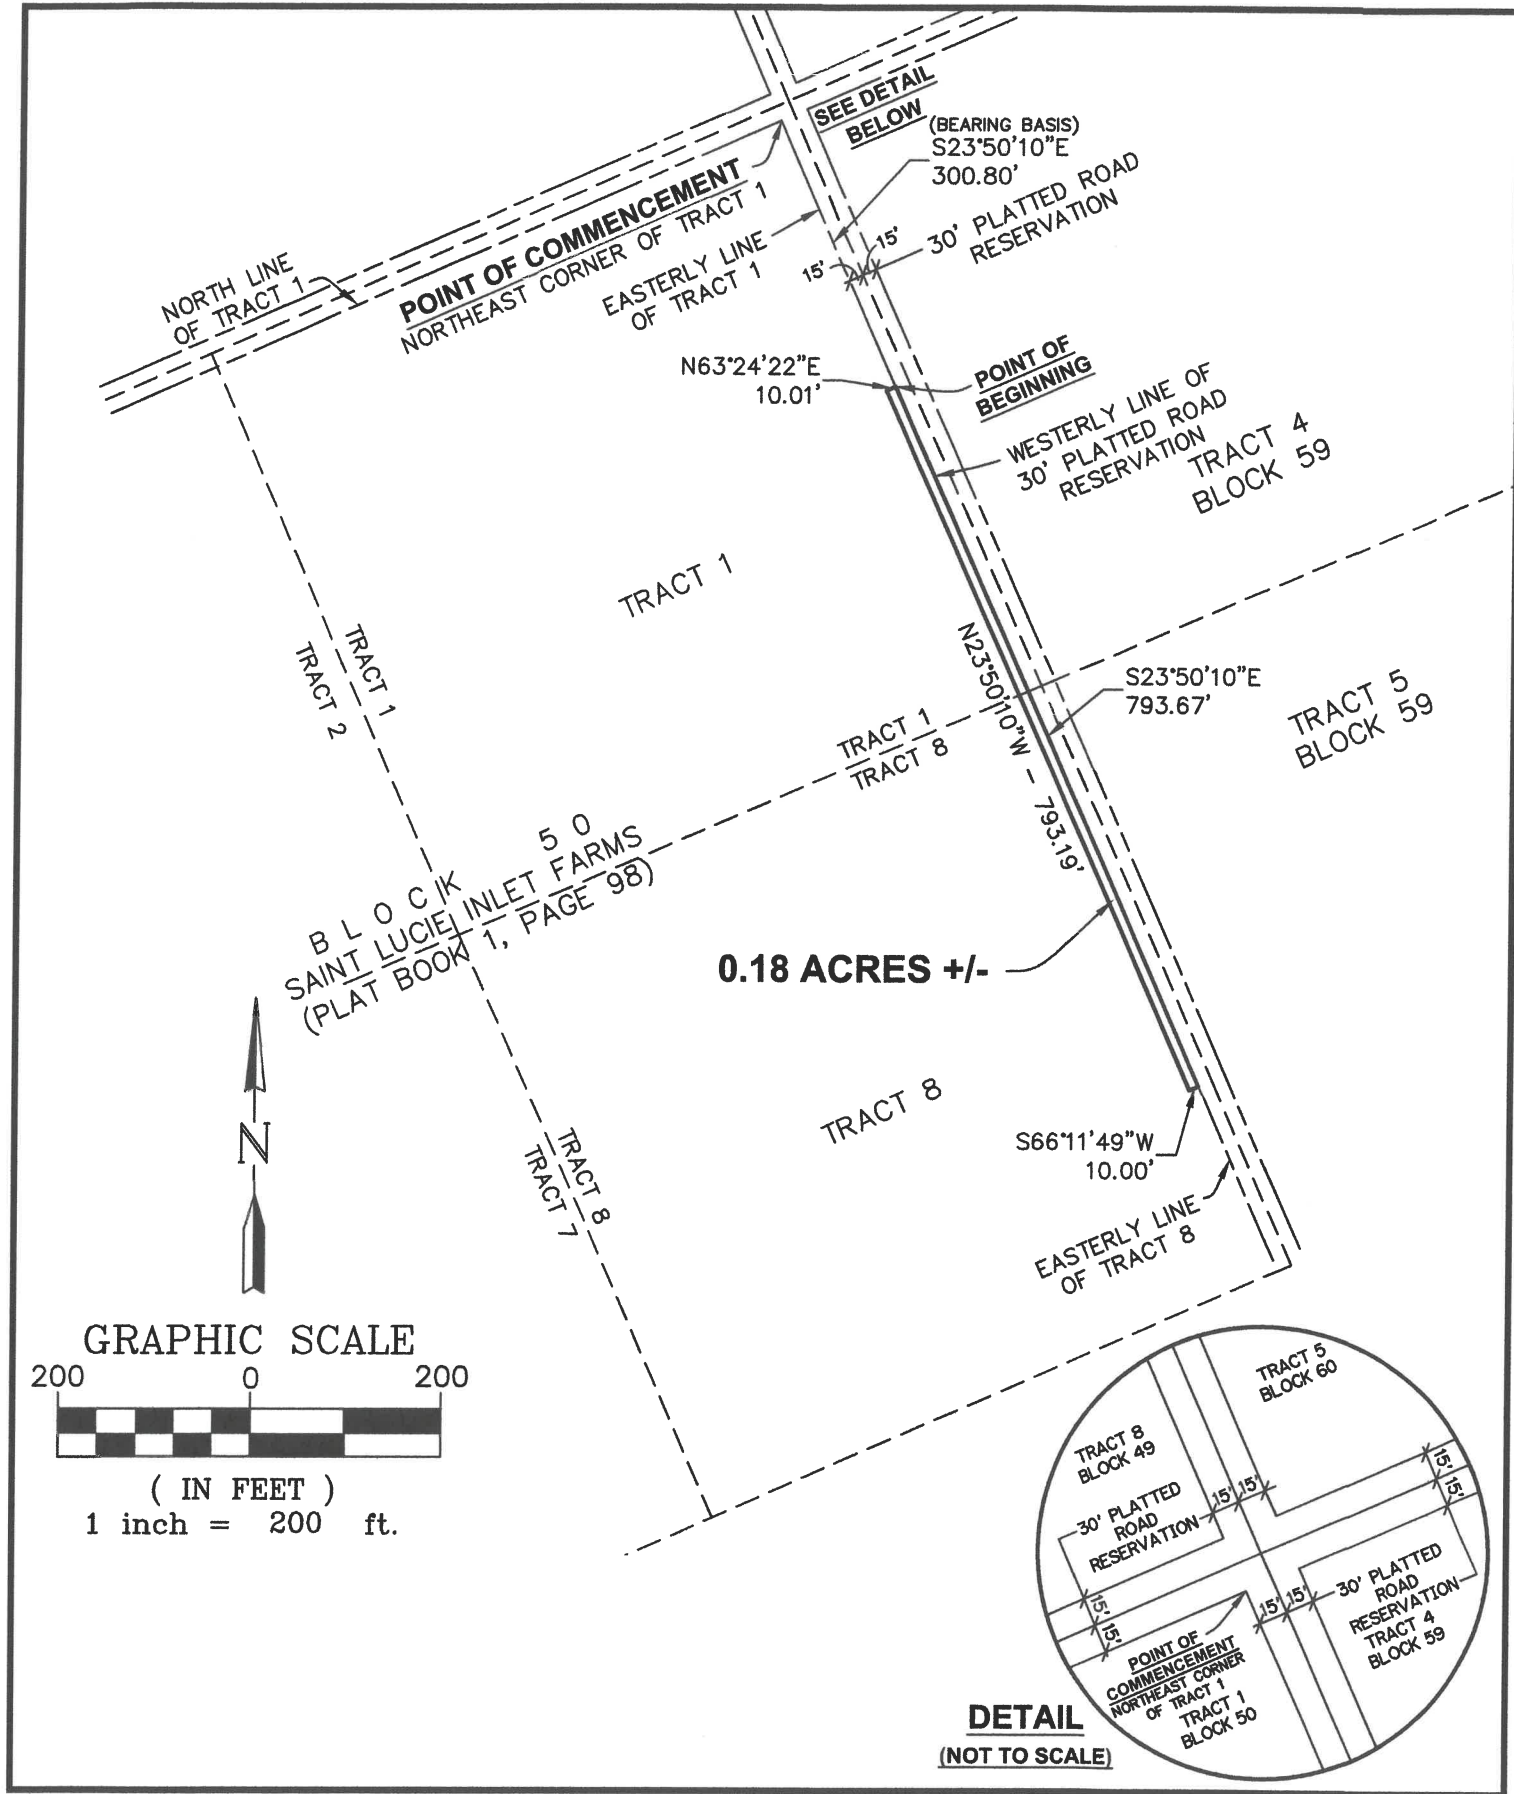 SEE DETAIL
BELOW
(BEARING BASIS)
S23°50'10"E
300.80'
30' PLATTED ROAD
RESERVATION
15'
15'
POINT OF COMMENCEMENT
NORTHEAST CORNER OF TRACT 1
EASTERLY LINE
OF TRACT 1
NORTH LINE
OF TRACT 1
N63°24'22"E
10.01'
POINT OF
BEGINNING
WESTERLY LINE OF
30' PLATTED ROAD
RESERVATION
TRACT 4
BLOCK 59
TRACT 1
TRACT 1
TRACT 2
N23°50'10"W - 793.19'
S23°50'10"E
793.67'
TRACT 5
BLOCK 59
TRACT 1
TRACT 8
BLOCK 50
SAINT LUCIE INLET FARMS
(PLAT BOOK 1, PAGE 98)
0.18 ACRES +/-
N
TRACT 8
TRACT 8
TRACT 7
S66°11'49"W
10.00'
EASTERLY LINE
OF TRACT 8
GRAPHIC SCALE
200 0 200
( IN FEET )
1 inch = 200 ft.
TRACT 5
BLOCK 60
TRACT 8
BLOCK 49
30' PLATTED
ROAD
RESERVATION
15' 15'
15'
15'
15'
15'
15' 15'
30' PLATTED
ROAD
RESERVATION
TRACT 4
BLOCK 59
POINT OF
COMMENCEMENT
NORTHEAST CORNER
OF TRACT 1
TRACT 1
BLOCK 50
DETAIL
(NOT TO SCALE)